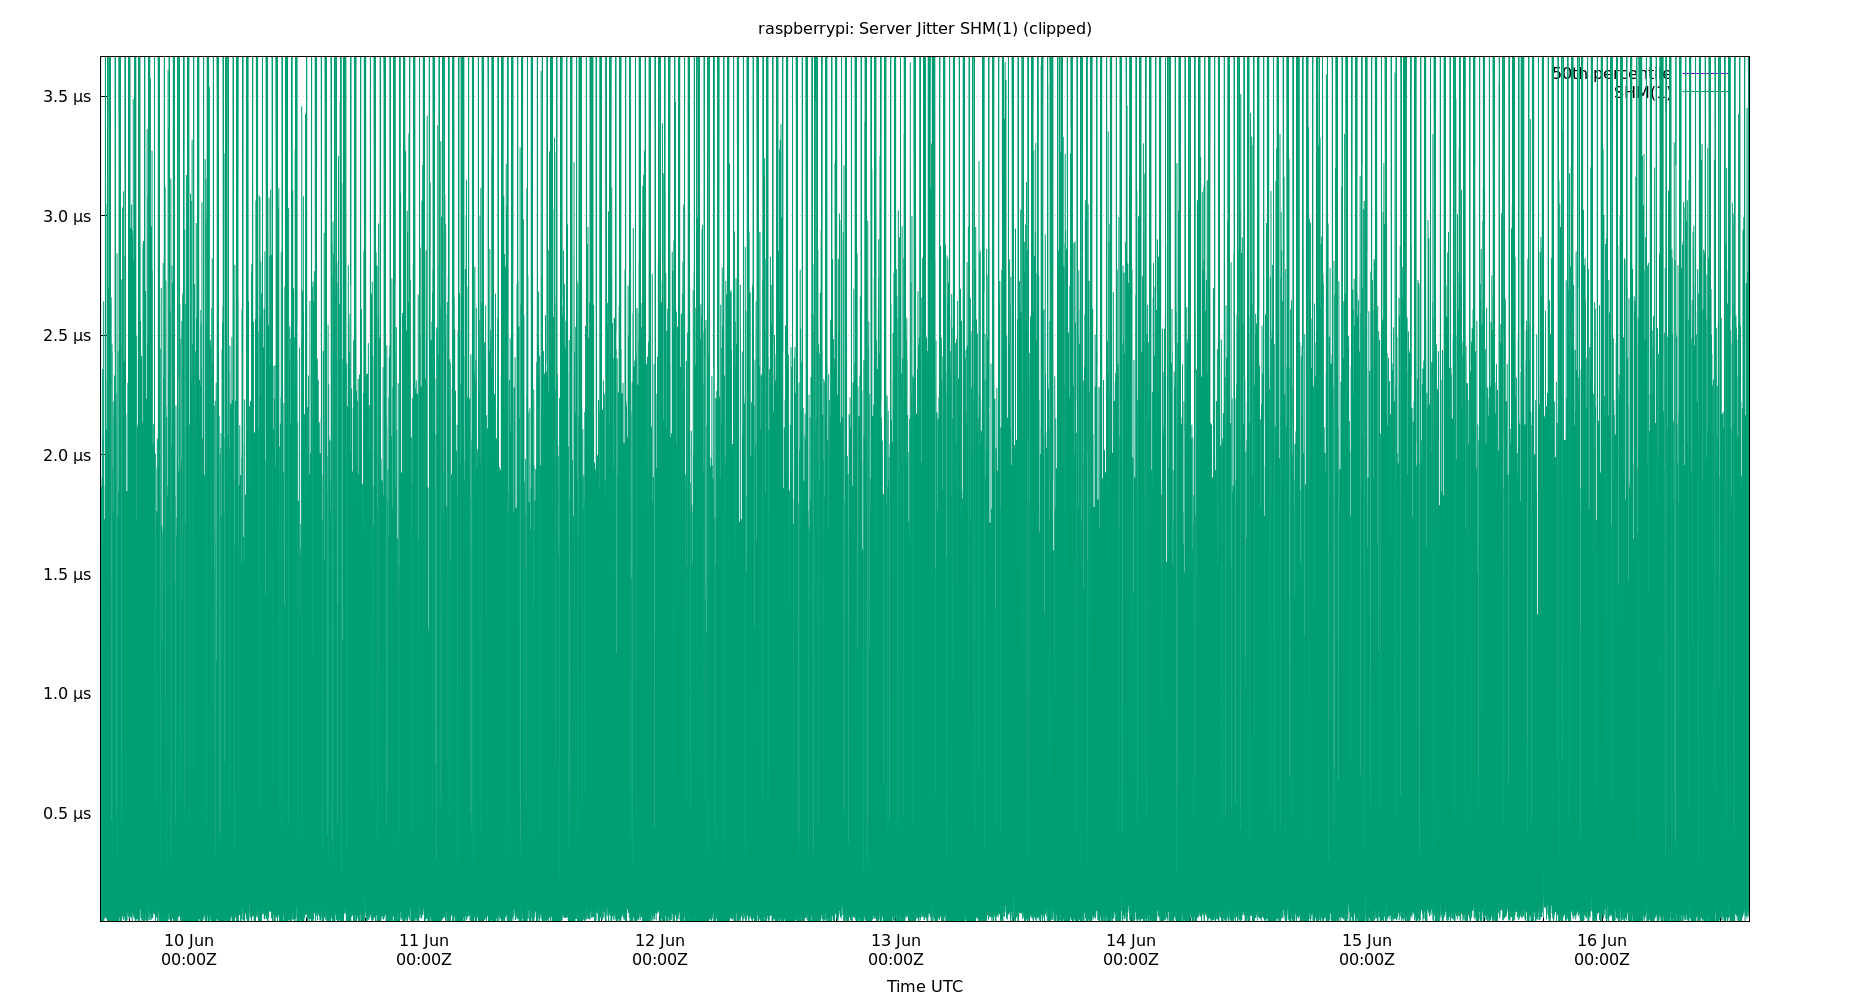 raspberrypi: Server Jitter SHM(1) (clipped)
50th percentile
SHM(1)
3.5 µs
3.0 µs
2.5 µs
2.0 µs
1.5 µs
1.0 µs
0.5 µs
10 Jun 11 Jun 12 Jun 13 Jun 14 Jun 15 Jun 16 Jun
00:00Z 00:00Z 00:00Z 00:00Z 00:00Z 00:00Z 00:00Z
Time UTC